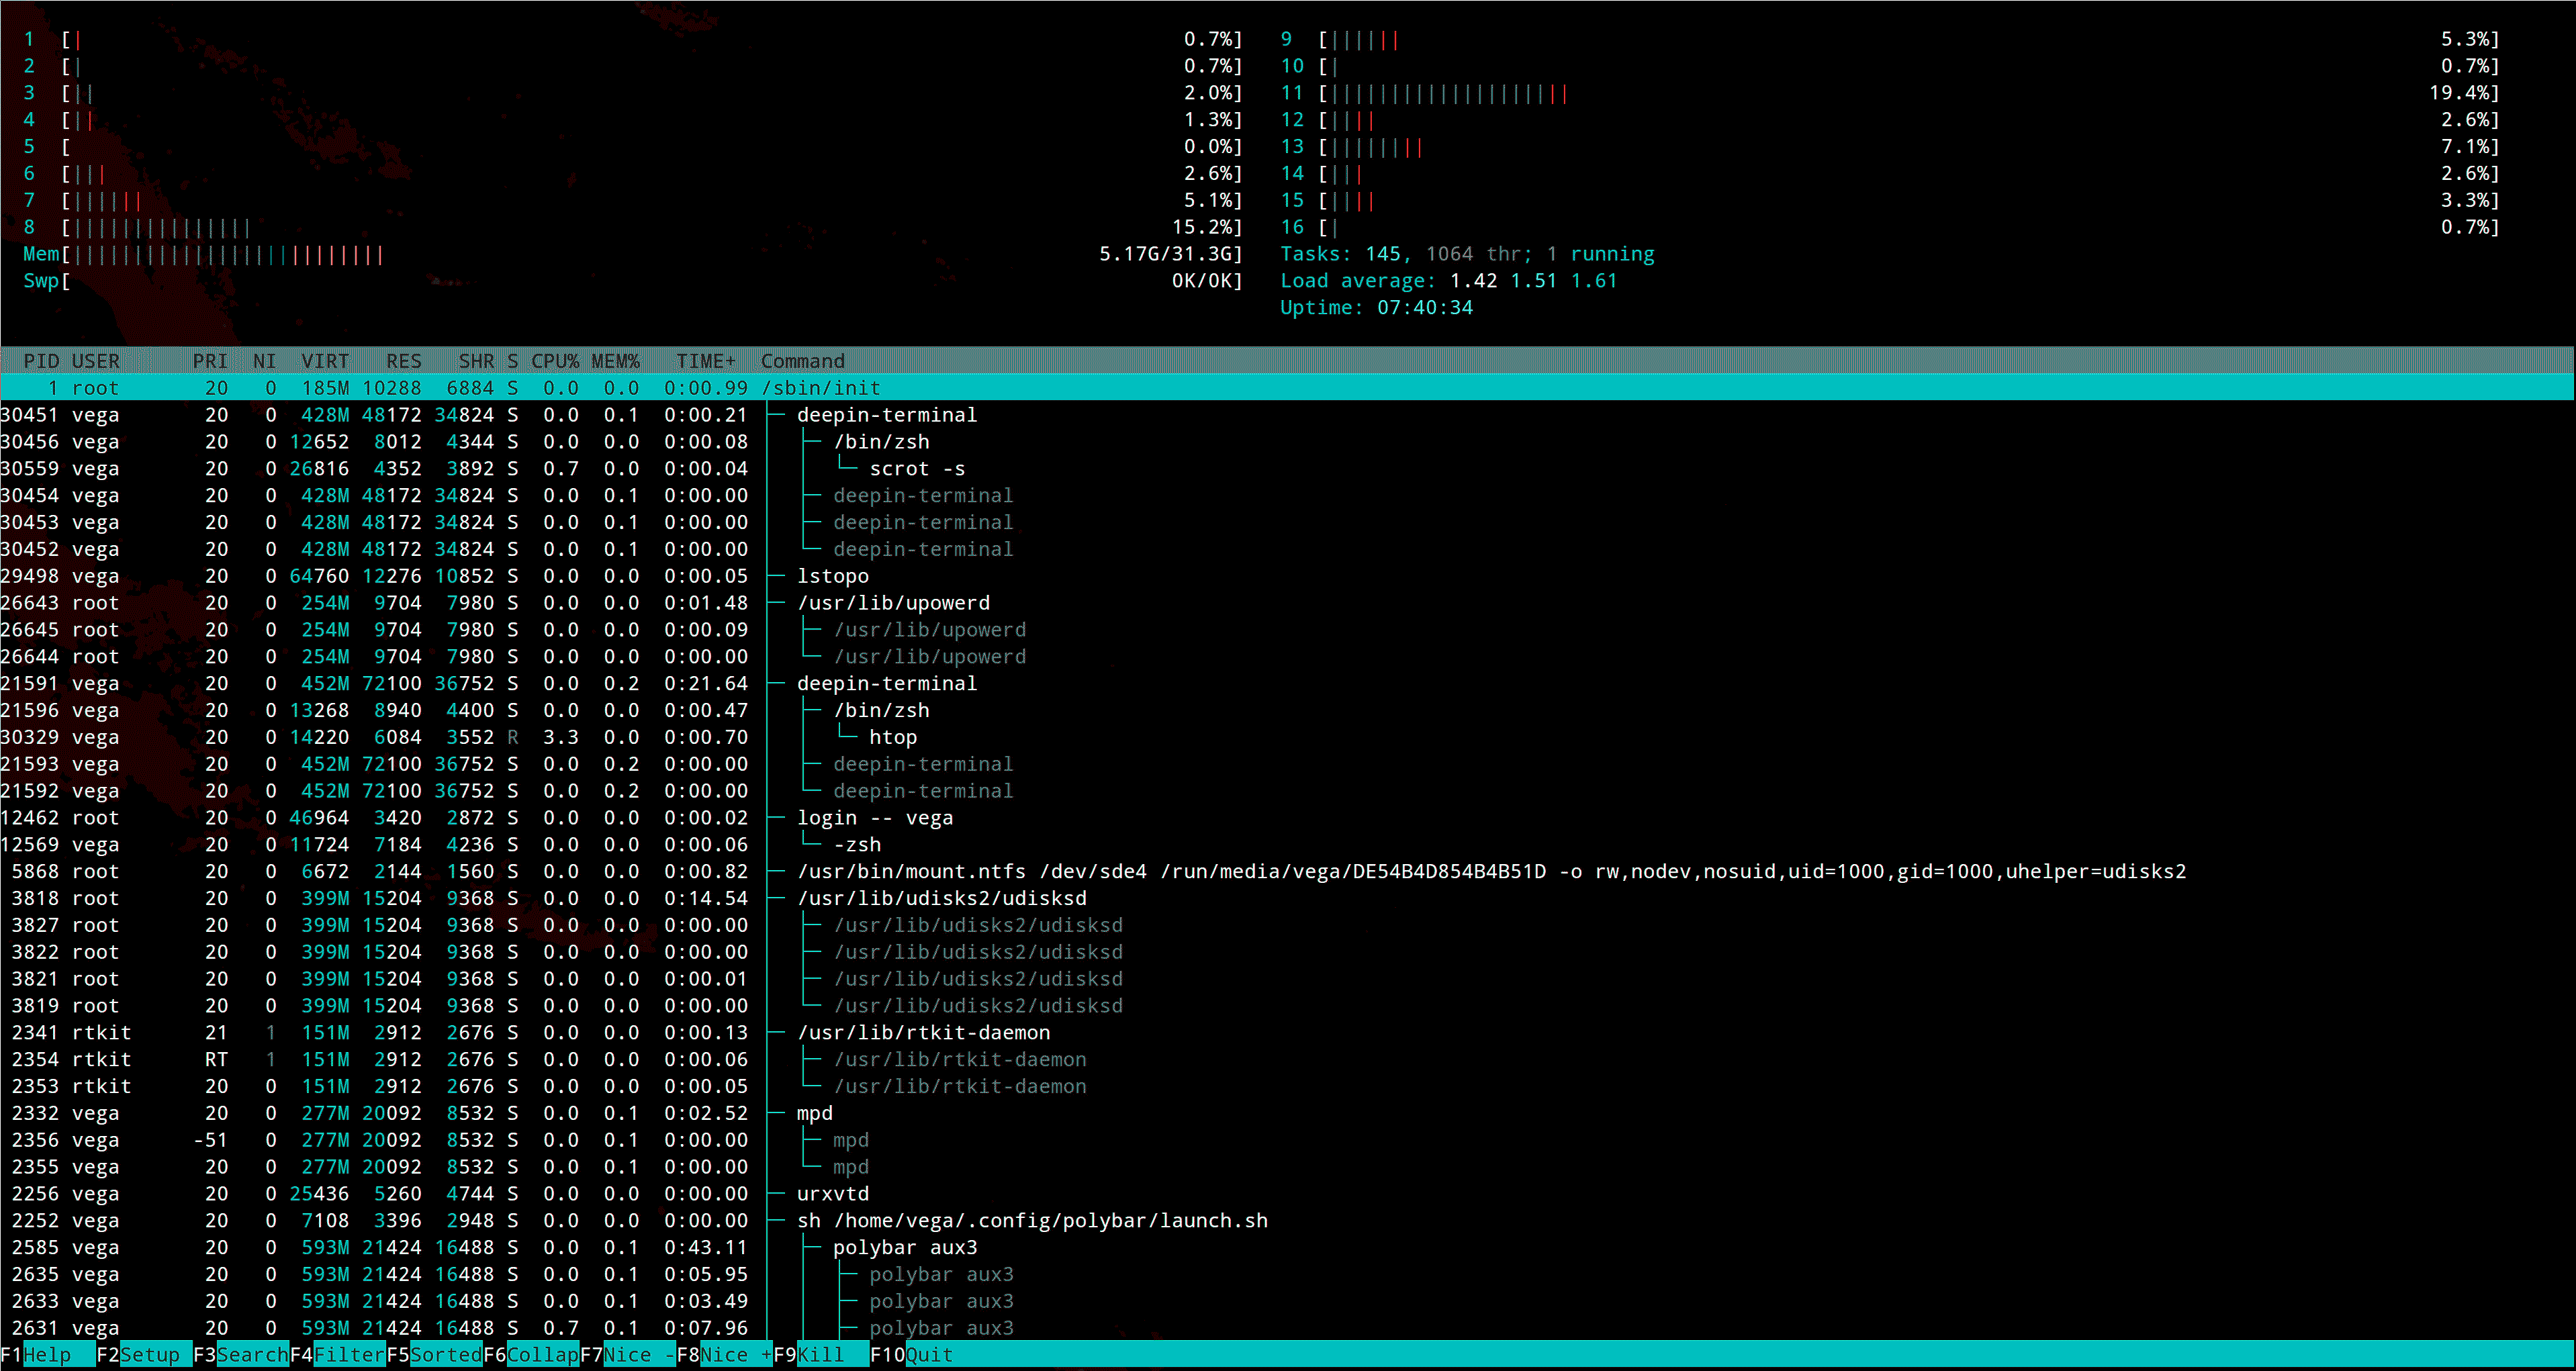 1 [| 0.7%] 9 [|||||| 5.3%]
2 [| 0.7%] 10 [| 0.7%]
3 [|| 2.0%] 11 [|||||||||||||||||||| 19.4%]
4 [|| 1.3%] 12 [|||| 2.6%]
5 [ 0.0%] 13 [|||||||| 7.1%]
6 [||| 2.6%] 14 [||| 2.6%]
7 [|||||| 5.1%] 15 [|||| 3.3%]
8 [||||||||||||||| 15.2%] 16 [| 0.7%]
Mem[|||||||||||||||||||||||||| 5.17G/31.3G] Tasks: 145, 1064 thr; 1 running
Swp[ 0K/0K] Load average: 1.42 1.51 1.61
Uptime: 07:40:34
PID USER PRI NI VIRT RES SHR S CPU% MEM% TIME+ Command
1 root 20 0 185M 10288 6884 S 0.0 0.0 0:00.99 /sbin/init
30451 vega 20 0 428M 48172 34824 S 0.0 0.1 0:00.21 ├─ deepin-terminal
30456 vega 20 0 12652 8012 4344 S 0.0 0.0 0:00.08 │ ├─ /bin/zsh
30559 vega 20 0 26816 4352 3892 S 0.7 0.0 0:00.04 │ │ └─ scrot -s
30454 vega 20 0 428M 48172 34824 S 0.0 0.1 0:00.00 │ ├─ deepin-terminal
30453 vega 20 0 428M 48172 34824 S 0.0 0.1 0:00.00 │ ├─ deepin-terminal
30452 vega 20 0 428M 48172 34824 S 0.0 0.1 0:00.00 │ └─ deepin-terminal
29498 vega 20 0 64760 12276 10852 S 0.0 0.0 0:00.05 ├─ lstopo
26643 root 20 0 254M 9704 7980 S 0.0 0.0 0:01.48 ├─ /usr/lib/upowerd
26645 root 20 0 254M 9704 7980 S 0.0 0.0 0:00.09 │ ├─ /usr/lib/upowerd
26644 root 20 0 254M 9704 7980 S 0.0 0.0 0:00.00 │ └─ /usr/lib/upowerd
21591 vega 20 0 452M 72100 36752 S 0.0 0.2 0:21.64 ├─ deepin-terminal
21596 vega 20 0 13268 8940 4400 S 0.0 0.0 0:00.47 │ ├─ /bin/zsh
30329 vega 20 0 14220 6084 3552 R 3.3 0.0 0:00.70 │ │ └─ htop
21593 vega 20 0 452M 72100 36752 S 0.0 0.2 0:00.00 │ ├─ deepin-terminal
21592 vega 20 0 452M 72100 36752 S 0.0 0.2 0:00.00 │ └─ deepin-terminal
12462 root 20 0 46964 3420 2872 S 0.0 0.0 0:00.02 ├─ login -- vega
12569 vega 20 0 11724 7184 4236 S 0.0 0.0 0:00.06 │ └─ -zsh
5868 root 20 0 6672 2144 1560 S 0.0 0.0 0:00.82 ├─ /usr/bin/mount.ntfs /dev/sde4 /run/media/vega/DE54B4D854B4B51D -o rw,nodev,nosuid,uid=1000,gid=1000,uhelper=udisks2
3818 root 20 0 399M 15204 9368 S 0.0 0.0 0:14.54 ├─ /usr/lib/udisks2/udisksd
3827 root 20 0 399M 15204 9368 S 0.0 0.0 0:00.00 │ ├─ /usr/lib/udisks2/udisksd
3822 root 20 0 399M 15204 9368 S 0.0 0.0 0:00.00 │ ├─ /usr/lib/udisks2/udisksd
3821 root 20 0 399M 15204 9368 S 0.0 0.0 0:00.01 │ ├─ /usr/lib/udisks2/udisksd
3819 root 20 0 399M 15204 9368 S 0.0 0.0 0:00.00 │ └─ /usr/lib/udisks2/udisksd
2341 rtkit 21 1 151M 2912 2676 S 0.0 0.0 0:00.13 ├─ /usr/lib/rtkit-daemon
2354 rtkit RT 1 151M 2912 2676 S 0.0 0.0 0:00.06 │ ├─ /usr/lib/rtkit-daemon
2353 rtkit 20 0 151M 2912 2676 S 0.0 0.0 0:00.05 │ └─ /usr/lib/rtkit-daemon
2332 vega 20 0 277M 20092 8532 S 0.0 0.1 0:02.52 ├─ mpd
2356 vega -51 0 277M 20092 8532 S 0.0 0.1 0:00.00 │ ├─ mpd
2355 vega 20 0 277M 20092 8532 S 0.0 0.1 0:00.00 │ └─ mpd
2256 vega 20 0 25436 5260 4744 S 0.0 0.0 0:00.00 ├─ urxvtd
2252 vega 20 0 7108 3396 2948 S 0.0 0.0 0:00.00 ├─ sh /home/vega/.config/polybar/launch.sh
2585 vega 20 0 593M 21424 16488 S 0.0 0.1 0:43.11 │ ├─ polybar aux3
2635 vega 20 0 593M 21424 16488 S 0.0 0.1 0:05.95 │ │ ├─ polybar aux3
2633 vega 20 0 593M 21424 16488 S 0.0 0.1 0:03.49 │ │ ├─ polybar aux3
2631 vega 20 0 593M 21424 16488 S 0.7 0.1 0:07.96 │ │ ├─ polybar aux3
F1Help F2Setup F3SearchF4FilterF5SortedF6CollapF7Nice -F8Nice +F9Kill F10Quit